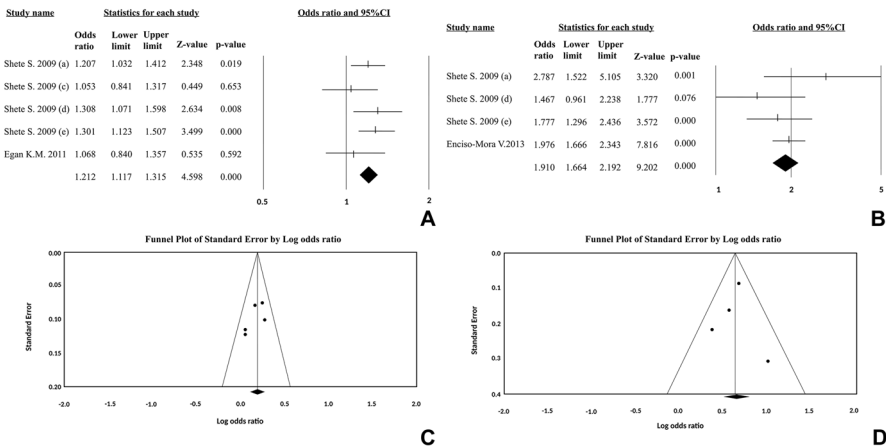 Study name Statistics for each study Odds ratio and 95%CI
Odds ratio Lower limit Upper limit Z-value p-value
Shete S. 2009 (a) 1.207 1.032 1.412 2.348 0.019
Shete S. 2009 (c) 1.053 0.841 1.317 0.449 0.653
Shete S. 2009 (d) 1.308 1.071 1.598 2.634 0.008
Shete S. 2009 (e) 1.301 1.123 1.507 3.499 0.000
Egan K.M. 2011 1.068 0.840 1.357 0.535 0.592
1.212 1.117 1.315 4.598 0.000
0.5 1 2
A
Study name Statistics for each study Odds ratio and 95%CI
Odds ratio Lower limit Upper limit Z-value p-value
Shete S. 2009 (a) 2.787 1.522 5.105 3.320 0.001
Shete S. 2009 (d) 1.467 0.961 2.238 1.777 0.076
Shete S. 2009 (e) 1.777 1.296 2.436 3.572 0.000
Enciso-Mora V.2013 1.976 1.666 2.343 7.816 0.000
1.910 1.664 2.192 9.202 0.000
1 2 5
B
Funnel Plot of Standard Error by Log odds ratio
0.00
0.05
0.10
0.15
0.20
Standard Error
-2.0 -1.5 -1.0 -0.5 0.0 0.5 1.0 1.5 2.0
Log odds ratio
C
Funnel Plot of Standard Error by Log odds ratio
0.0
0.1
0.2
0.3
0.4
Standard Error
-2.0 -1.5 -1.0 -0.5 0.0 0.5 1.0 1.5 2.0
Log odds ratio
D